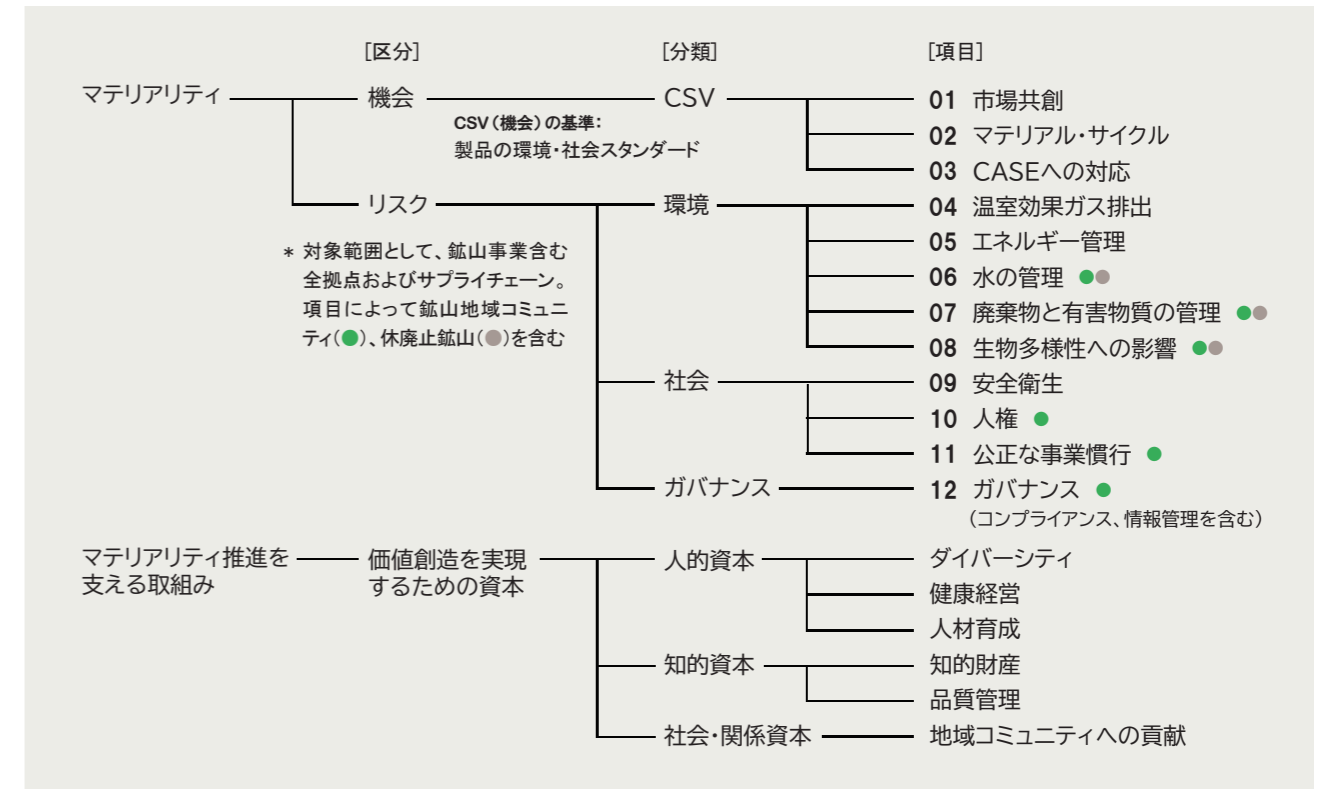 [区分] [分類] [項目]
マテリアリティ 機会 CSV 01 市場共創
CSV(機会)の基準:
製品の環境・社会スタンダード
02 マテリアル・サイクル
03 CASEへの対応
リスク 環境 04 温室効果ガス排出
* 対象範囲として、鉱山事業含む
全拠点およびサプライチェーン。
項目によって鉱山地域コミュニ
ティ(●)、休廃止鉱山(●)を含む
05 エネルギー管理
06 水の管理 ●●
07 廃棄物と有害物質の管理 ●●
08 生物多様性への影響 ●●
社会 09 安全衛生
10 人権 ●
11 公正な事業慣行 ●
ガバナンス 12 ガバナンス ●
(コンプライアンス、情報管理を含む)
マテリアリティ推進を
支える取組み
価値創造を実現
するための資本
人的資本 ダイバーシティ
健康経営
人材育成
知的資本 知的財産
品質管理
社会・関係資本 地域コミュニティへの貢献